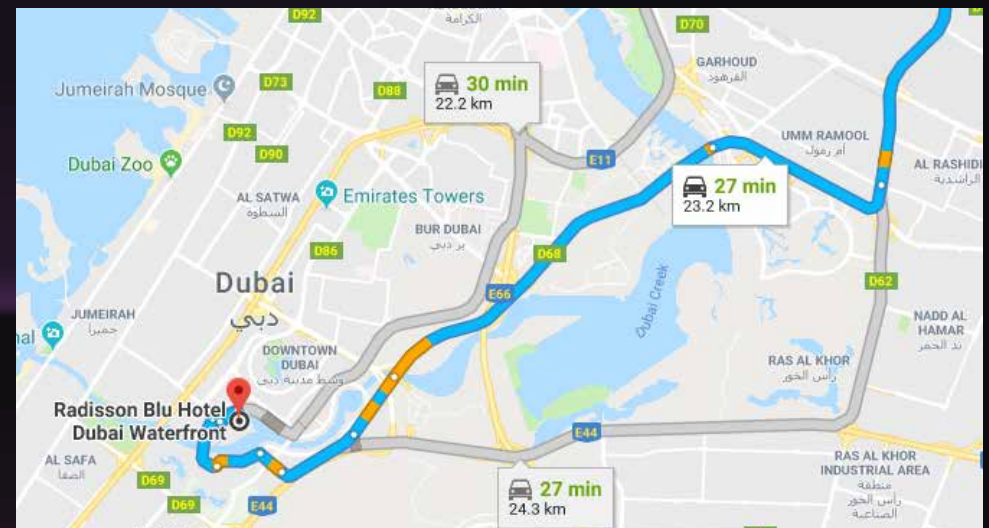 D92
الكرامة
D70
GARHOUD
القرهود
Jumeirah Mosque
D73
D88
30 min
22.2 km
D92
UMM RAMOOL
أم رمول
E11
AL RASHIDI
الراشدية
Dubai Zoo
D90
27 min
23.2 km
AL SATWA
السطوة
Emirates Towers
BUR DUBAI
بر دبي
D86
D68
Dubai Creek
D62
Dubai
دبي
E66
JUMEIRAH
جميرا
NADD AL
HAMAR
ند الحمر
nal
DOWNTOWN
DUBAI
وسط مدينة دبي
RAS AL KHOR
رأس الخور
Radisson Blu Hotel
Dubai Waterfront
E44
AL SAFA
الصفا
D69
RAS AL KHOR
INDUSTRIAL AREA
منطقة
رأس الخور
الصناعية
27 min
24.3 km
D69
E44